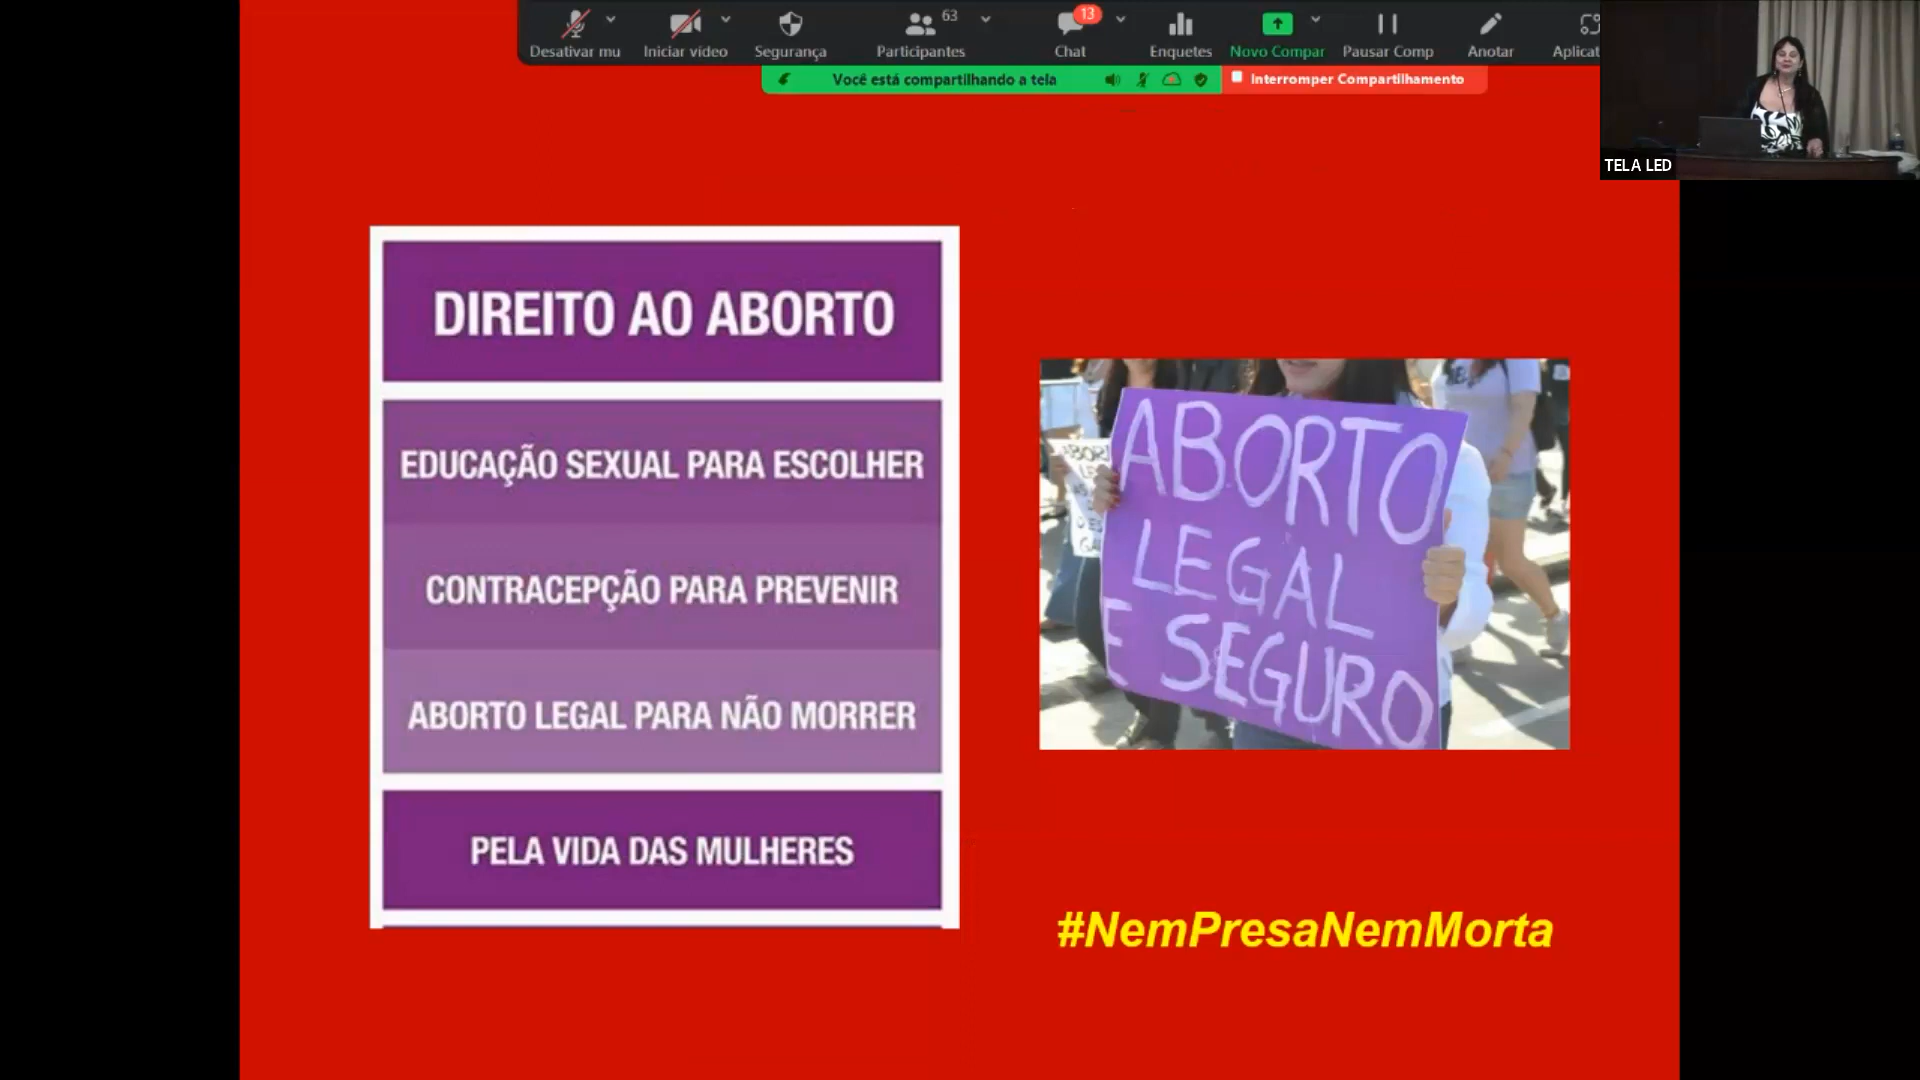 Desativar mu
Iniciar vídeo
Segurança
Participantes
63
Chat
13
Enquetes
Novo Compar
Pausar Comp
Anotar
Aplicat
Você está compartilhando a tela
Interromper Compartilhamento
TELA LED
DIREITO AO ABORTO
EDUCAÇÃO SEXUAL PARA ESCOLHER
CONTRACEPÇÃO PARA PREVENIR
ABORTO LEGAL PARA NÃO MORRER
PELA VIDA DAS MULHERES
ABORTO
LEGAL
E SEGURO
#NemPresaNemMorta